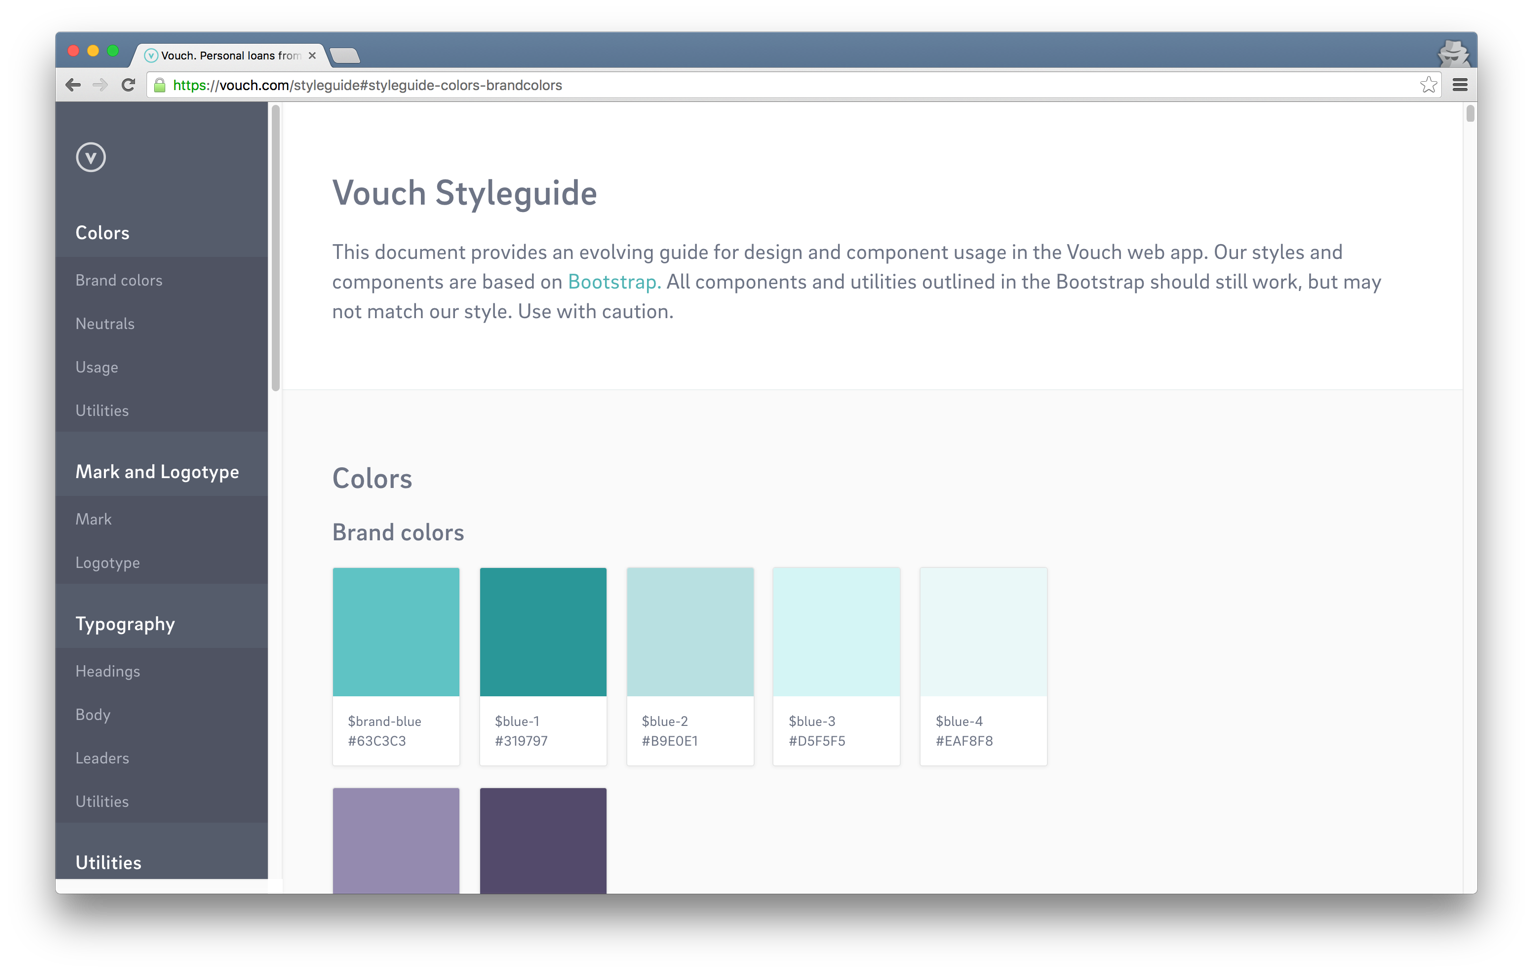 Vouch. Personal loans from
https://vouch.com/styleguide#styleguide-colors-brandcolors
v
Colors
Brand colors
Neutrals
Usage
Utilities
Mark and Logotype
Mark
Logotype
Typography
Headings
Body
Leaders
Utilities
Utilities
Vouch Styleguide
This document provides an evolving guide for design and component usage in the Vouch web app. Our styles and
components are based on Bootstrap. All components and utilities outlined in the Bootstrap should still work, but may
not match our style. Use with caution.
Colors
Brand colors
$brand-blue
#63C3C3
$blue-1
#319797
$blue-2
#B9E0E1
$blue-3
#D5F5F5
$blue-4
#EAF8F8